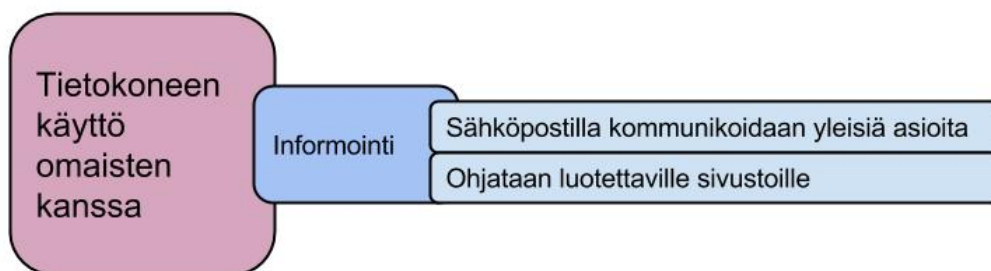 Tietokoneen
käyttö
omaisten
kanssa
Informointi
Sähköpostilla kommunikoidaan yleisiä asioita
Ohjataan luotettaville sivustoille